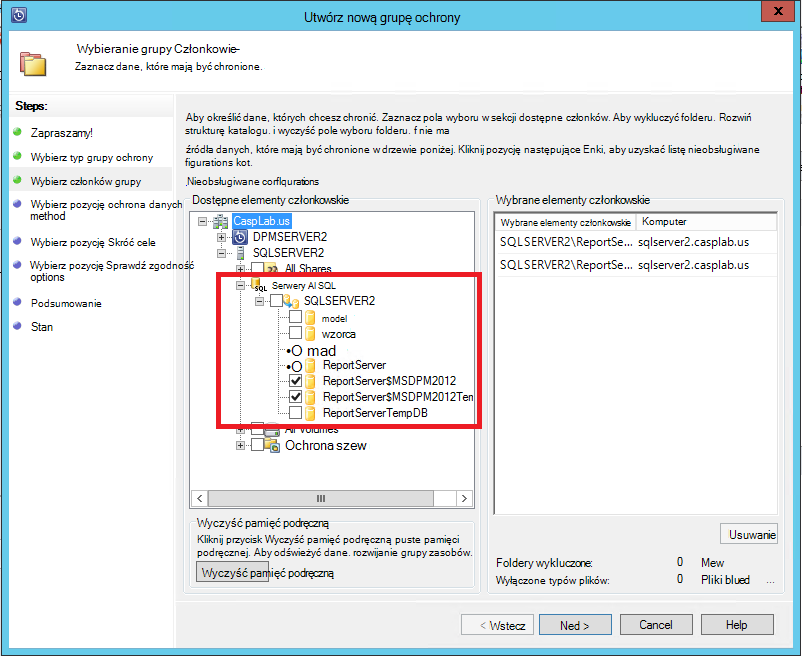 Utwórz nową grupę ochrony
x
Wybieranie grupy Członkowie-
Zaznacz dane, które mają być chronione.
Steps:
Zapraszamy!
Wybierz typ grupy ochrony
Wybierz członków grupy
Wybierz pozycję ochrona danych
method
Wybierz pozycję Skróć cele
Wybierz pozycję Sprawdź zgodność
options
Podsumowanie
Stan
Aby określić dane, których chcesz chronić. Zaznacz pola wyboru w sekcji dostępne członków. Aby wykluczyć folderu. Rozwiń
strukturę katalogu. i wyczyść pole wyboru folderu. f nie ma
źródła danych, które mają być chronione w drzewie poniżej. Kliknij pozycję następujące Enki, aby uzyskać listę nieobsługiwane
figurations kot.
,Nieobsługiwane corflqurations
Dostępne elementy członkowskie
CaspLab.us
DPMSERVER2
SQLSERVER2
All Shares
Serwery AI SQL
SQLSERVER2
model
wzorca
•O mad
•O ReportServer
ReportServer$MSDPM2012
ReportServer$MSDPM2012Tem
ReportServerTempDB
All Volumes
Ochrona szew
Wyczyść pamięć podręczną
Kliknij przycisk Wyczyść pamięć podręczną puste pamięci
podręcznej. Aby odświeżyć dane. rozwijanie grupy zasobów.
Wyczyść pamięć podręczną
Wybrane elementy członkowskie
Wybrane elementy członkowskie Komputer
SQLSERVER2\ReportSe... sqlserver2.casplab.us
SQLSERVER2\ReportSe... sqlserver2.casplab.us
Usuwanie
Foldery wykluczone: 0 Mew
Wyłączone typów plików: 0 Pliki blued ...
< Wstecz
Ned >
Cancel
Help